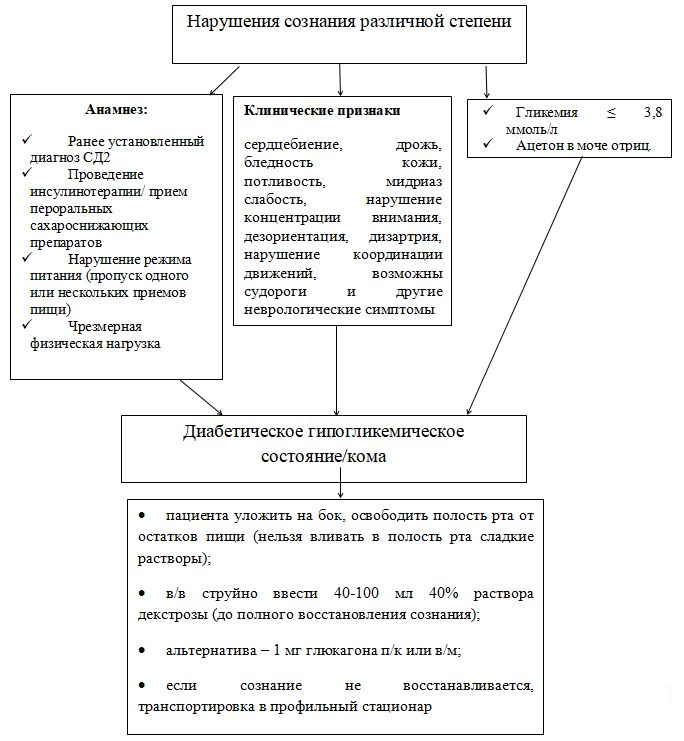 Нарушения сознания различной степени
Анамнез:
✓ Ранее установленный
диагноз СД2
✓ Проведение
инсулинотерапии/ прием
пероральных
сахароснижающих
препаратов
✓ Нарушение режима
питания (пропуск одного
или нескольких приемов
пищи)
✓ Чрезмерная
физическая нагрузка
Клинические признаки
сердцебиение, дрожь,
бледность кожи,
потливость, мидриаз
слабость, нарушение
концентрации внимания,
дезориентация, дизартрия,
нарушение координации
движений, возможны
судороги и другие
неврологические симптомы
✓ Гликемия ≤ 3,8
ммоль/л
✓ Ацетон в моче отриц.
Диабетическое гипогликемическое
состояние/кома
• пациента уложить на бок, освободить полость рта от
остатков пищи (нельзя вливать в полость рта сладкие
растворы);
• в/в струйно ввести 40-100 мл 40% раствора
декстрозы (до полного восстановления сознания);
• альтернатива – 1 мг глюкагона п/к или в/м;
• если сознание не восстанавливается,
транспортировка в профильный стационар